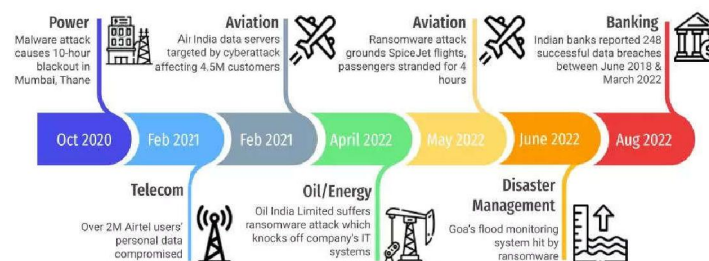 Power
Malware attack
causes 10-hour
blackout in
Mumbai, Thane
Aviation
Air India data servers
targeted by cyberattack
affecting 4.5M customers
Aviation
Ransomware attack
grounds SpiceJet flights,
passengers stranded for 4
hours
Banking
Indian banks reported 248
successful data breaches
between June 2018 &
March 2022
Oct 2020
Feb 2021
Feb 2021
April 2022
May 2022
June 2022
Aug 2022
Telecom
Over 2M Airtel users'
personal data
compromised
Oil/Energy
Oil India Limited suffers
ransomware attack which
knocks off company's IT
systems
Disaster
Management
Goa's flood monitoring
system hit by
ransomware